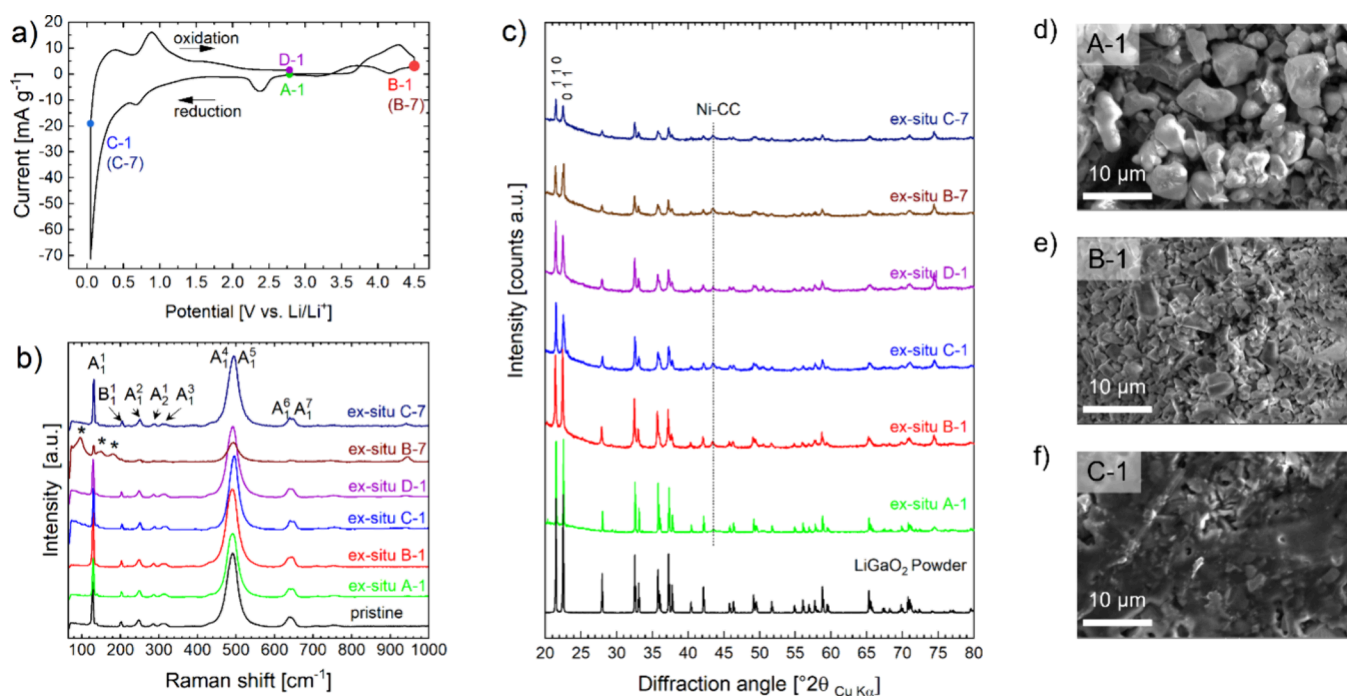 a)
Current [mA g⁻¹]
20
10
0
-10
-20
-30
-40
-50
-60
-70
oxidation
reduction
D-1
A-1
B-1
(B-7)
C-1
(C-7)
0.0 0.5 1.0 1.5 2.0 2.5 3.0 3.5 4.0 4.5
Potential [V vs. Li/Li⁺]
b)
Intensity [a.u.]
A₁¹
B₁¹ A₁² A₂¹ A₁³
A₁⁴ A₁⁵
A₁⁶ A₁⁷
* * *
ex-situ C-7
ex-situ B-7
ex-situ D-1
ex-situ C-1
ex-situ B-1
ex-situ A-1
pristine
100 200 300 400 500 600 700 800 900 1000
Raman shift [cm⁻¹]
c)
Intensity [counts a.u.]
1 1 0
0 1 1
Ni-CC
ex-situ C-7
ex-situ B-7
ex-situ D-1
ex-situ C-1
ex-situ B-1
ex-situ A-1
LiGaO₂ Powder
20 25 30 35 40 45 50 55 60 65 70 75 80
Diffraction angle [°2θ Cu Kα]
d)
A-1
10 µm
e)
B-1
10 µm
f)
C-1
10 µm